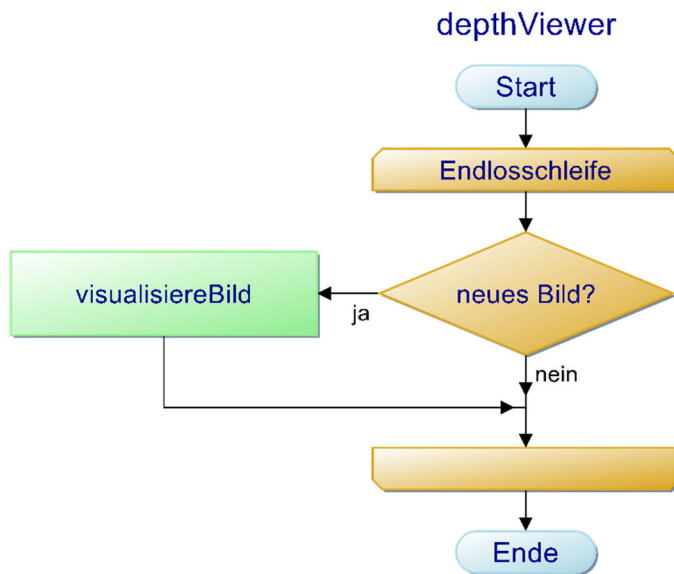 depthViewer
Start
Endlosschleife
neues Bild?
visualisiereBild
ja
nein
Ende